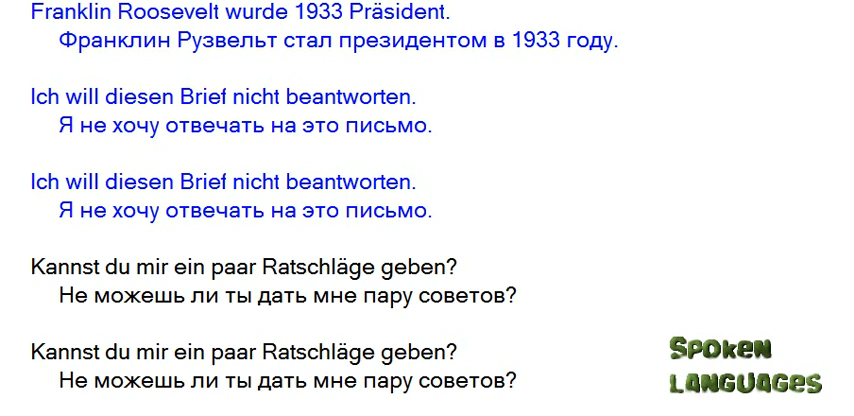 Franklin Roosevelt wurde 1933 Präsident.
Франклин Рузвельт стал президентом в 1933 году.
Ich will diesen Brief nicht beantworten.
Я не хочу отвечать на это письмо.
Ich will diesen Brief nicht beantworten.
Я не хочу отвечать на это письмо.
Kannst du mir ein paar Ratschläge geben?
Не можешь ли ты дать мне пару советов?
Kannst du mir ein paar Ratschläge geben?
Не можешь ли ты дать мне пару советов?
Spoken
Languages